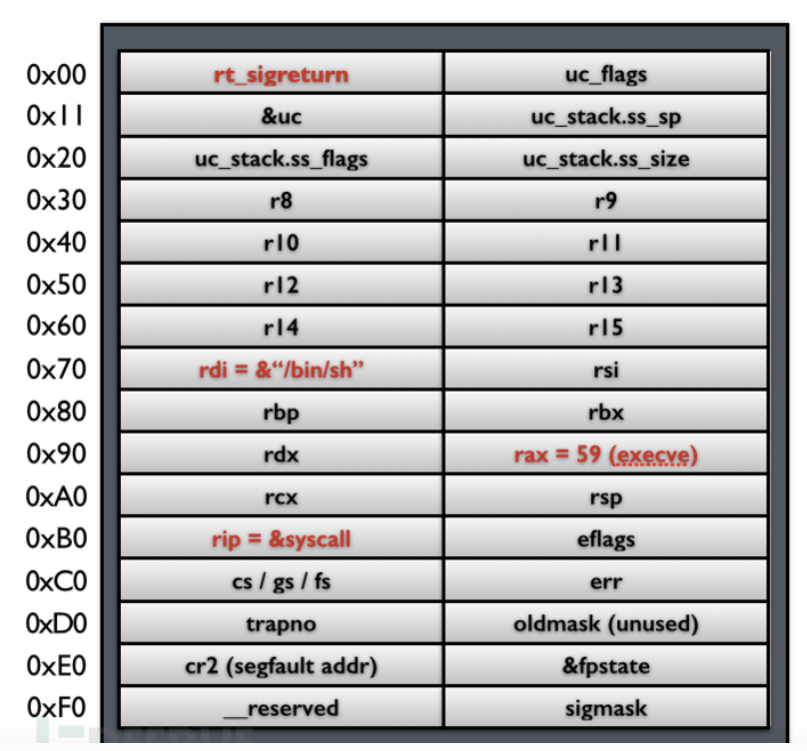 0x00 rt_sigreturn uc_flags
0x11 &uc uc_stack.ss_sp
0x20 uc_stack.ss_flags uc_stack.ss_size
0x30 r8 r9
0x40 r10 r11
0x50 r12 r13
0x60 r14 r15
0x70 rdi = &“/bin/sh” rsi
0x80 rbp rbx
0x90 rdx rax = 59 (execve)
0xA0 rcx rsp
0xB0 rip = &syscall eflags
0xC0 cs / gs / fs err
0xD0 trapno oldmask (unused)
0xE0 cr2 (segfault addr) &fpstate
0xF0 __reserved sigmask